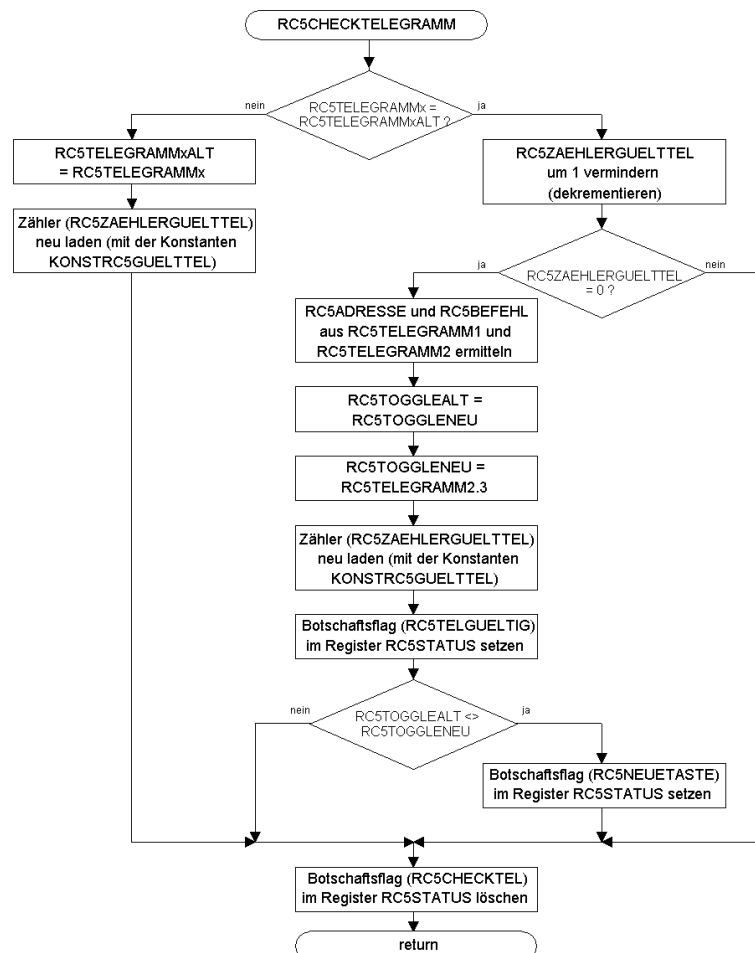 RC5CHECKTELEGRAMM
nein
RC5TELEGRAMMx =
RC5TELEGRAMMxALT ?
ja
RC5TELEGRAMMxALT
= RC5TELEGRAMMx
RC5ZAEHLERGUELTTEL
um 1 vermindern
(dekrementieren)
Zähler (RC5ZAEHLERGUELTTEL)
neu laden (mit der Konstanten
KONSTRC5GUELTTEL)
ja
RC5ZAEHLERGUELTTEL
= 0 ?
nein
RC5ADRESSE und RC5BEFEHL
aus RC5TELEGRAMM1 und
RC5TELEGRAMM2 ermitteln
RC5TOGGLEALT =
RC5TOGGLENEU
RC5TOGGLENEU =
RC5TELEGRAMM2.3
Zähler (RC5ZAEHLERGUELTTEL)
neu laden (mit der Konstanten
KONSTRC5GUELTTEL)
Botschaftsflag (RC5TELGUELTIG)
im Register RC5STATUS setzen
nein
RC5TOGGLEALT <>
RC5TOGGLENEU
ja
Botschaftsflag (RC5NEUETASTE)
im Register RC5STATUS setzen
Botschaftsflag (RC5CHECKTEL)
im Register RC5STATUS löschen
return